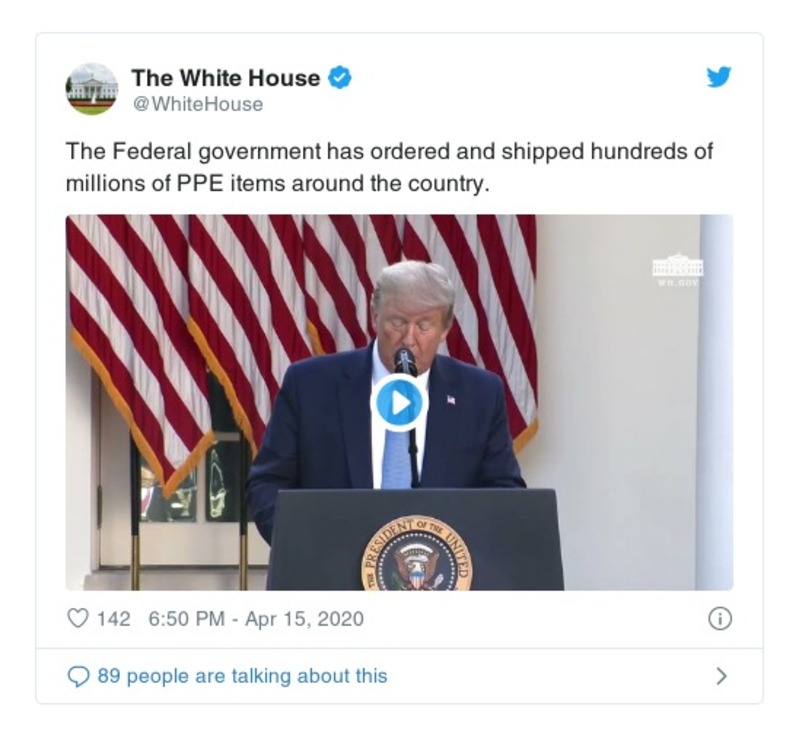 The White House
@WhiteHouse
The Federal government has ordered and shipped hundreds of
millions of PPE items around the country.
wh.gov
PRESIDENT OF THE UNITED
142 6:50 PM - Apr 15, 2020
89 people are talking about this